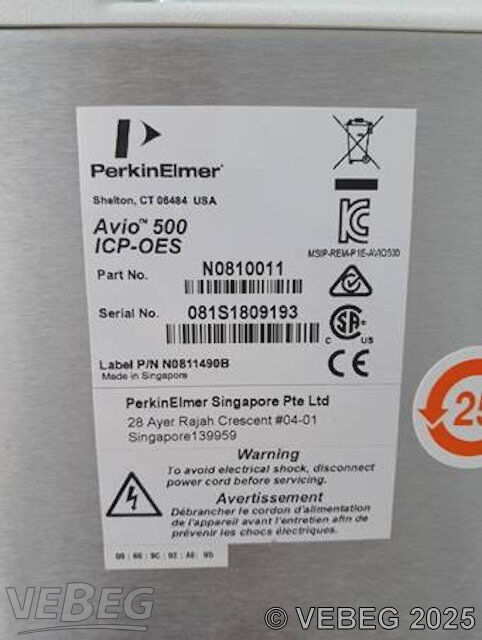 PerkinElmer
Shelton, CT 06484 USA
Avio™ 500
ICP-OES
MSIP-REM-P1E-AVIO500
Part No. N0810011
Serial No. 081S1809193
C US
Label P/N N0811490B
Made in Singapore
CE
PerkinElmer Singapore Pte Ltd
28 Ayer Rajah Crescent #04-01
Singapore139959
Warning
To avoid electrical shock, disconnect
power cord before servicing.
Avertissement
Débrancher le cordon d'alimentation
de l'appareil avant l'entretien afin de
prévenir les chocs électriques.
25
VEBEG
© VEBEG 2025